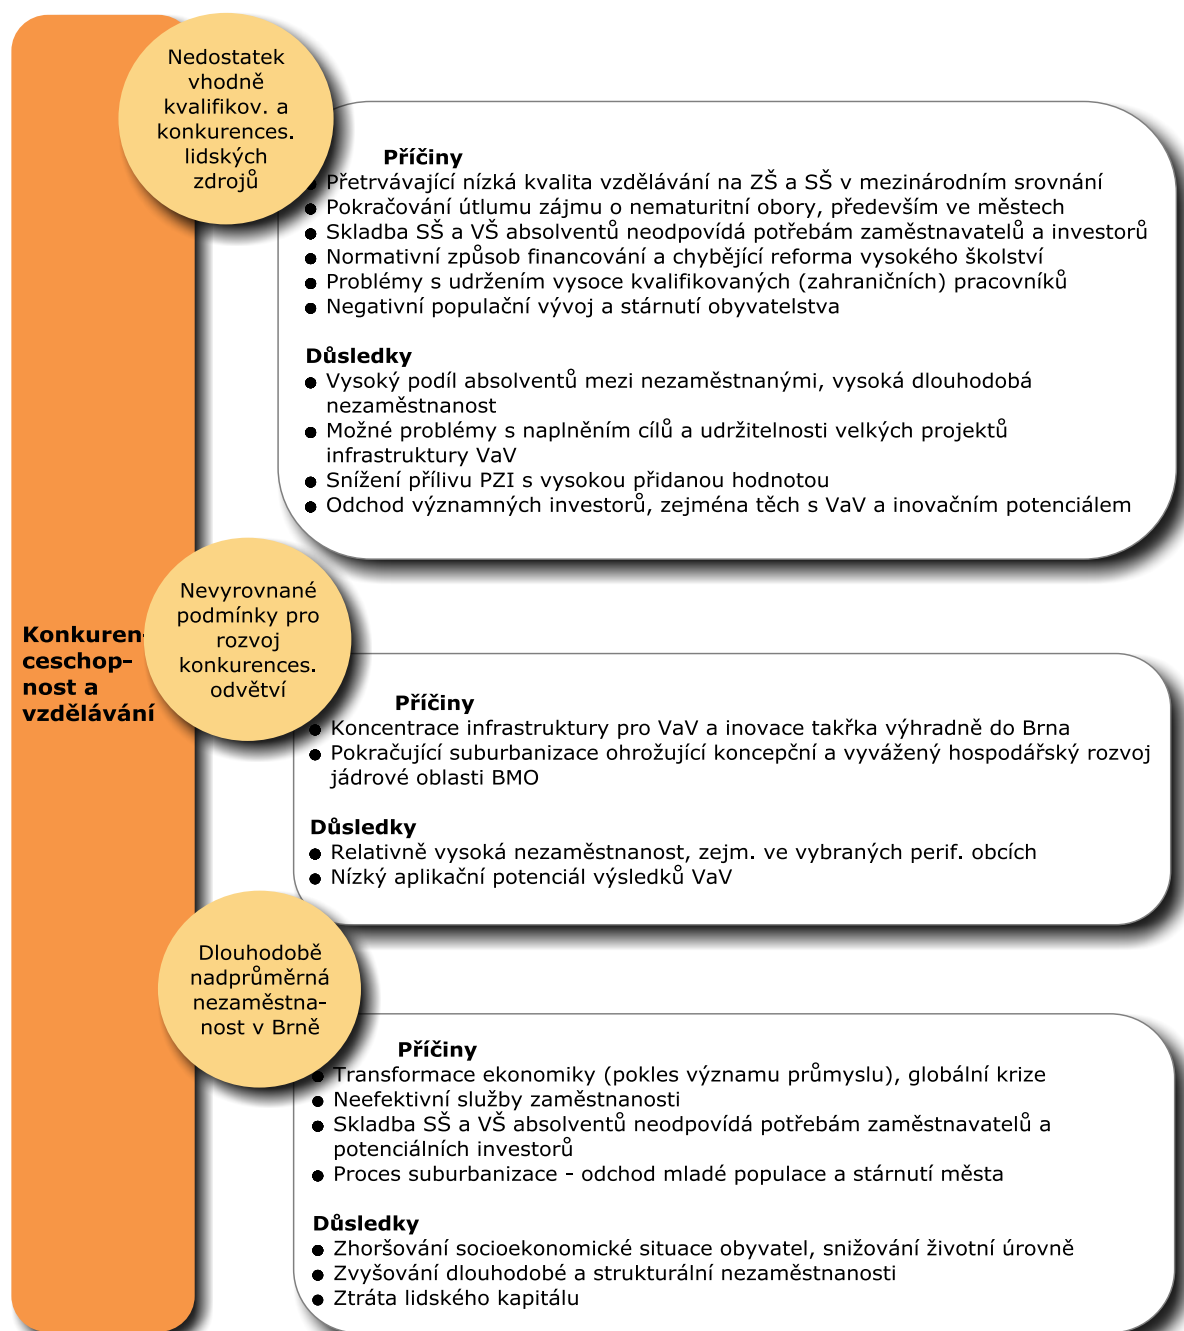 Nedostatek
vhodně
kvalifikov. a
konkurences.
lidských
zdrojů
Příčiny
● Přetrvávající nízká kvalita vzdělávání na ZŠ a SŠ v mezinárodním srovnání
● Pokračování útlumu zájmu o nematuritní obory, především ve městech
● Skladba SŠ a VŠ absolventů neodpovídá potřebám zaměstnavatelů a investorů
● Normativní způsob financování a chybějící reforma vysokého školství
● Problémy s udržením vysoce kvalifikovaných (zahraničních) pracovníků
● Negativní populační vývoj a stárnutí obyvatelstva
Důsledky
● Vysoký podíl absolventů mezi nezaměstnanými, vysoká dlouhodobá
nezaměstnanost
● Možné problémy s naplněním cílů a udržitelnosti velkých projektů
infrastruktury VaV
● Snížení přílivu PZI s vysokou přidanou hodnotou
● Odchod významných investorů, zejména těch s VaV a inovačním potenciálem
Konkuren-
ceschop-
nost a
vzdělávání
Nevyrovnané
podmínky pro
rozvoj
konkurences.
odvětví
Příčiny
● Koncentrace infrastruktury pro VaV a inovace takřka výhradně do Brna
● Pokračující suburbanizace ohrožující koncepční a vyvážený hospodářský rozvoj
jádrové oblasti BMO
Důsledky
● Relativně vysoká nezaměstnanost, zejm. ve vybraných perif. obcích
● Nízký aplikační potenciál výsledků VaV
Dlouhodobě
nadprůměrná
nezaměstna-
nost v Brně
Příčiny
● Transformace ekonomiky (pokles významu průmyslu), globální krize
● Neefektivní služby zaměstnanosti
● Skladba SŠ a VŠ absolventů neodpovídá potřebám zaměstnavatelů a
potenciálních investorů
● Proces suburbanizace - odchod mladé populace a stárnutí města
Důsledky
● Zhoršování socioekonomické situace obyvatel, snižování životní úrovně
● Zvyšování dlouhodobé a strukturální nezaměstnanosti
● Ztráta lidského kapitálu